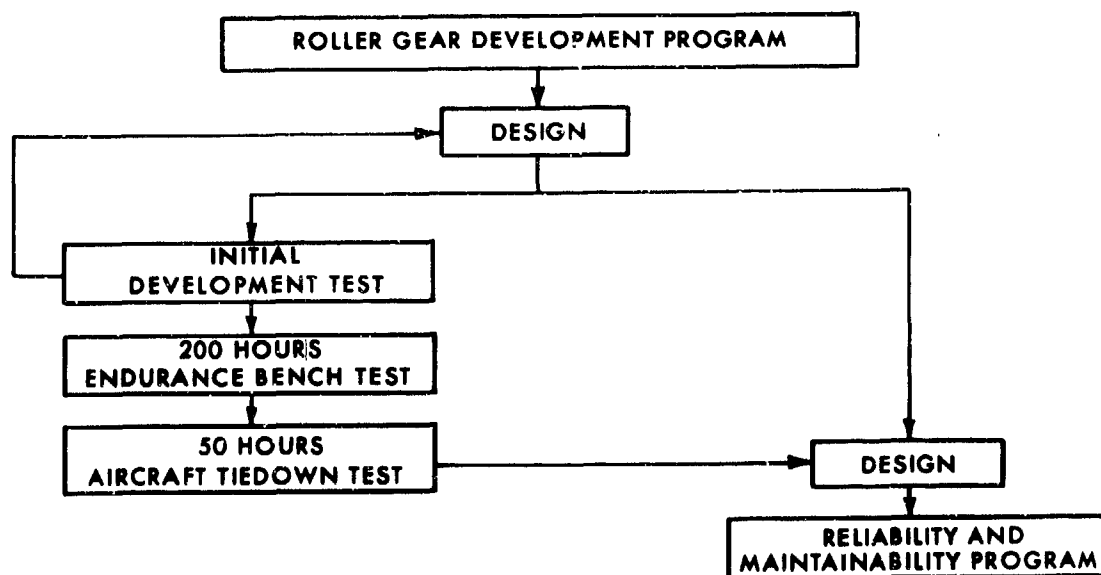 ROLLER GEAR DEVELOPMENT PROGRAM
DESIGN
INITIAL
DEVELOPMENT TEST
200 HOURS
ENDURANCE BENCH TEST
50 HOURS
AIRCRAFT TIEDOWN TEST
DESIGN
RELIABILITY AND
MAINTAINABILITY PROGRAM